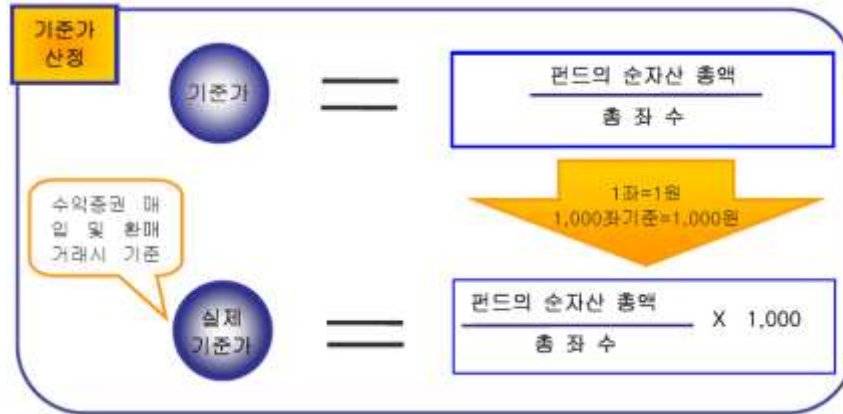 기준가
산정
기준가
펀드의 순자산 총액
총 좌 수
1좌=1원
1,000좌기준=1,000원
수익증권 매
입 및 환매
거래시 기준
실제
기준가
펀드의 순자산 총액
X 1,000
총 좌 수